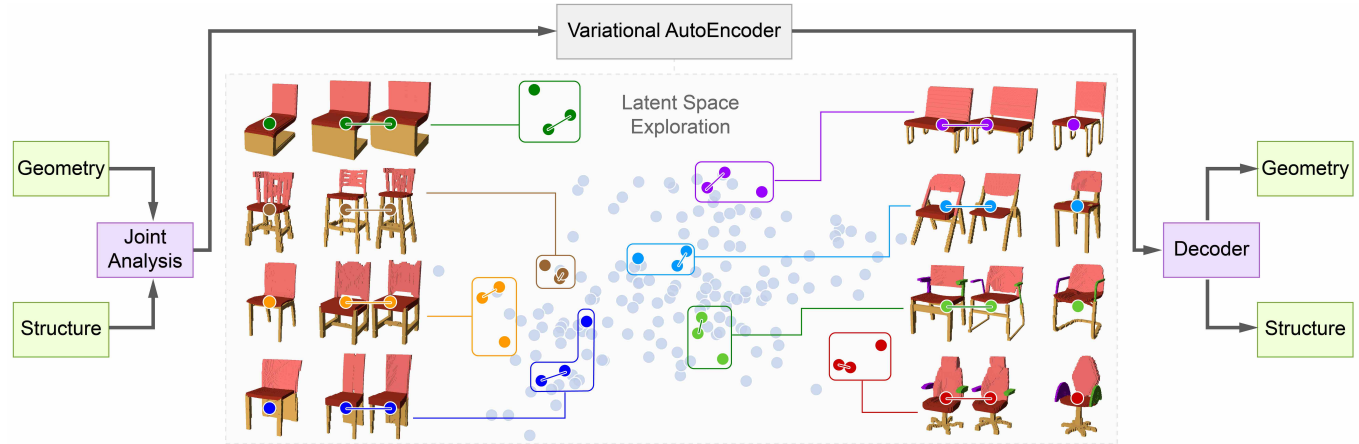 Variational AutoEncoder
Latent Space
Exploration
Geometry
Joint
Analysis
Structure
Geometry
Decoder
Structure